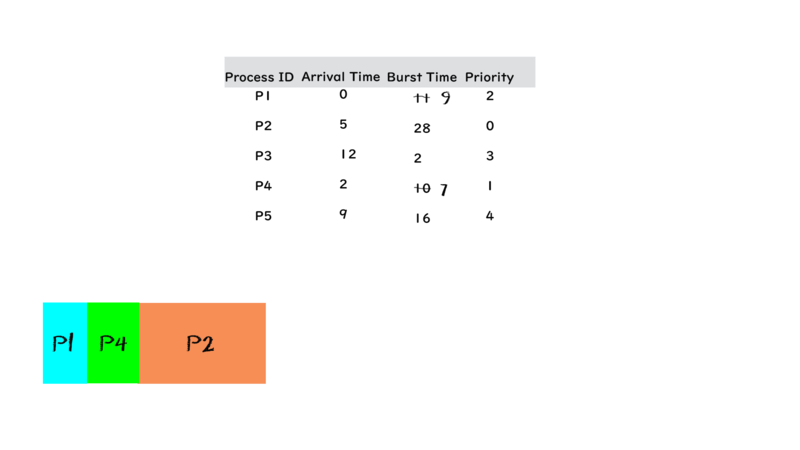 Process ID Arrival Time Burst Time Priority
P1 0 11 9 2
P2 5 28 0
P3 12 2 3
P4 2 10 7 1
P5 9 16 4
P1 P4 P2